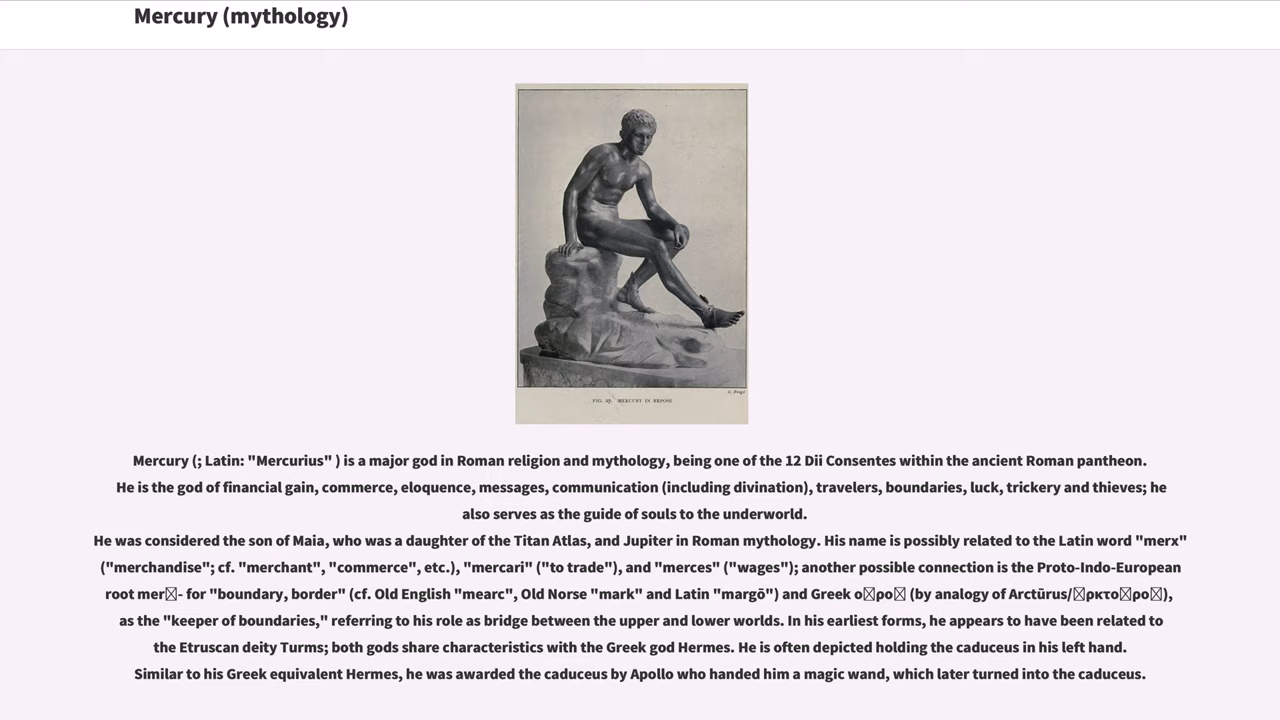 Mercury (mythology)
C. Brogi
FIG. 27. MERCURY IN REPOSE
Mercury (; Latin: "Mercurius" ) is a major god in Roman religion and mythology, being one of the 12 Dii Consentes within the ancient Roman pantheon.
He is the god of financial gain, commerce, eloquence, messages, communication (including divination), travelers, boundaries, luck, trickery and thieves; he
also serves as the guide of souls to the underworld.
He was considered the son of Maia, who was a daughter of the Titan Atlas, and Jupiter in Roman mythology. His name is possibly related to the Latin word "merx"
("merchandise"; cf. "merchant", "commerce", etc.), "mercari" ("to trade"), and "merces" ("wages"); another possible connection is the Proto-Indo-European
root mer□- for "boundary, border" (cf. Old English "mearc", Old Norse "mark" and Latin "margō") and Greek ο□ρο□ (by analogy of Arctūrus/□ρκτο□ρο□),
as the "keeper of boundaries," referring to his role as bridge between the upper and lower worlds. In his earliest forms, he appears to have been related to
the Etruscan deity Turms; both gods share characteristics with the Greek god Hermes. He is often depicted holding the caduceus in his left hand.
Similar to his Greek equivalent Hermes, he was awarded the caduceus by Apollo who handed him a magic wand, which later turned into the caduceus.